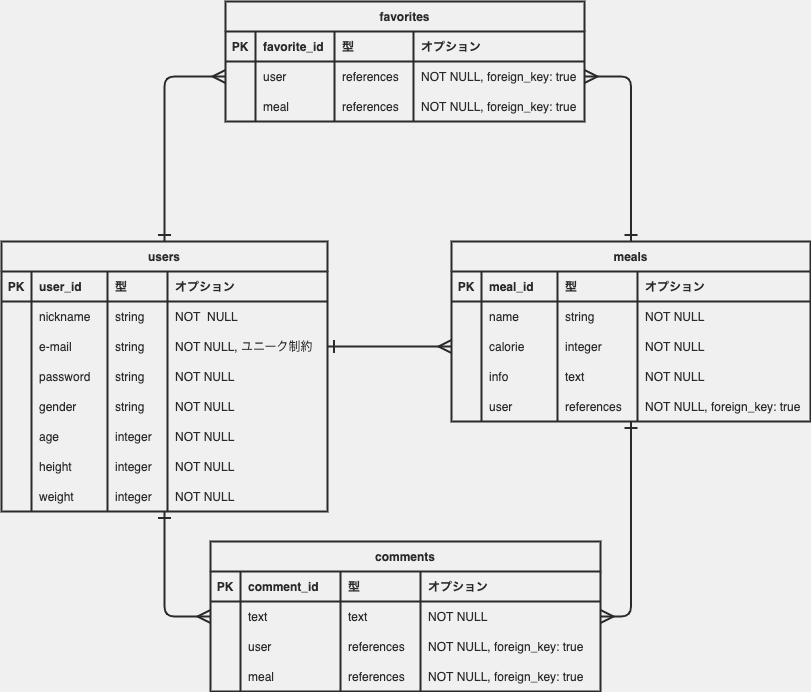 favorites
PK favorite_id 型 オプション
user references NOT NULL, foreign_key: true
meal references NOT NULL, foreign_key: true
users
PK user_id 型 オプション
nickname string NOT NULL
e-mail string NOT NULL, ユニーク制約
password string NOT NULL
gender string NOT NULL
age integer NOT NULL
height integer NOT NULL
weight integer NOT NULL
meals
PK meal_id 型 オプション
name string NOT NULL
calorie integer NOT NULL
info text NOT NULL
user references NOT NULL, foreign_key: true
comments
PK comment_id 型 オプション
text text NOT NULL
user references NOT NULL, foreign_key: true
meal references NOT NULL, foreign_key: true